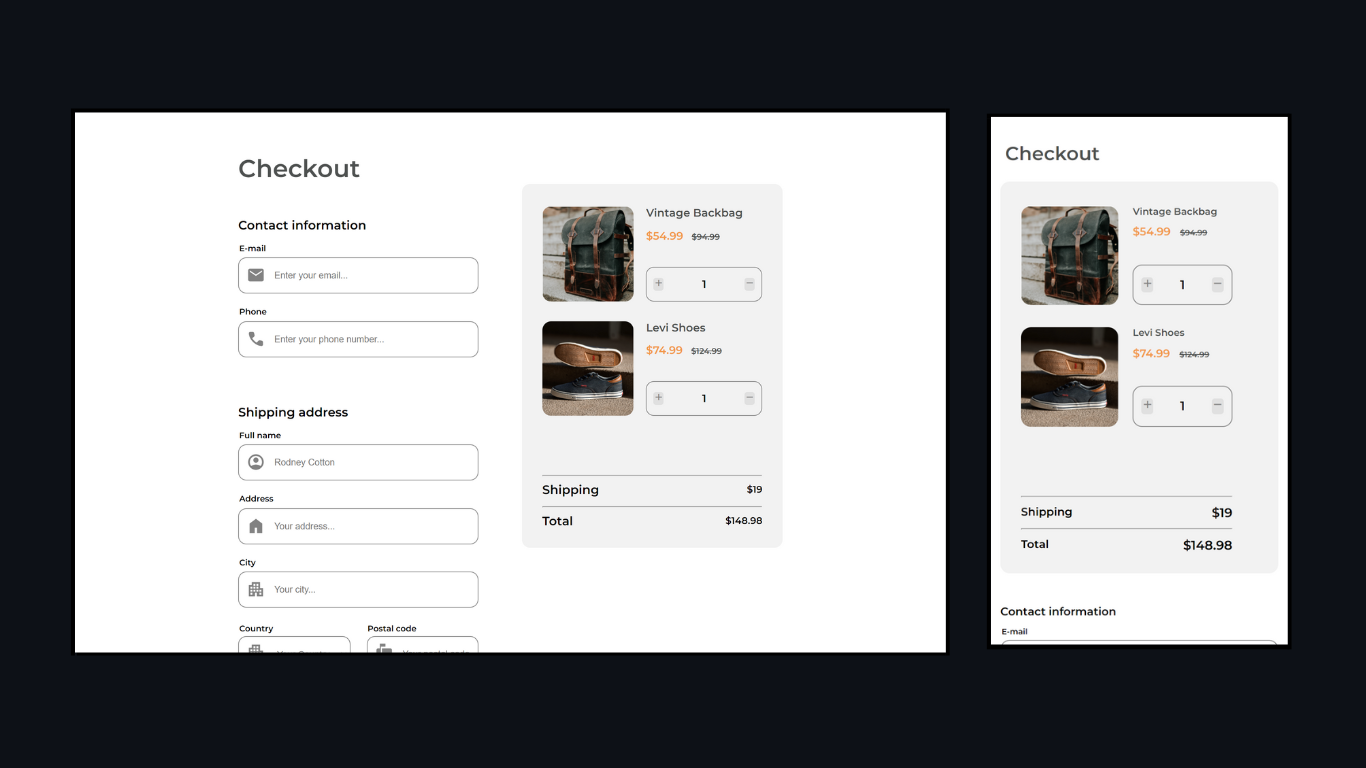 Checkout
Contact information
E-mail
Enter your email...
Phone
Enter your phone number...
Shipping address
Full name
Rodney Cotton
Address
Your address...
City
Your city...
Country
Postal code
Vintage Backbag
$54.99 $94.99
+ 1 −
Levi Shoes
$74.99 $124.99
+ 1 −
Shipping $19
Total $148.98
Checkout
Vintage Backbag
$54.99 $94.99
+ 1 −
Levi Shoes
$74.99 $124.99
+ 1 −
Shipping $19
Total $148.98
Contact information
E-mail